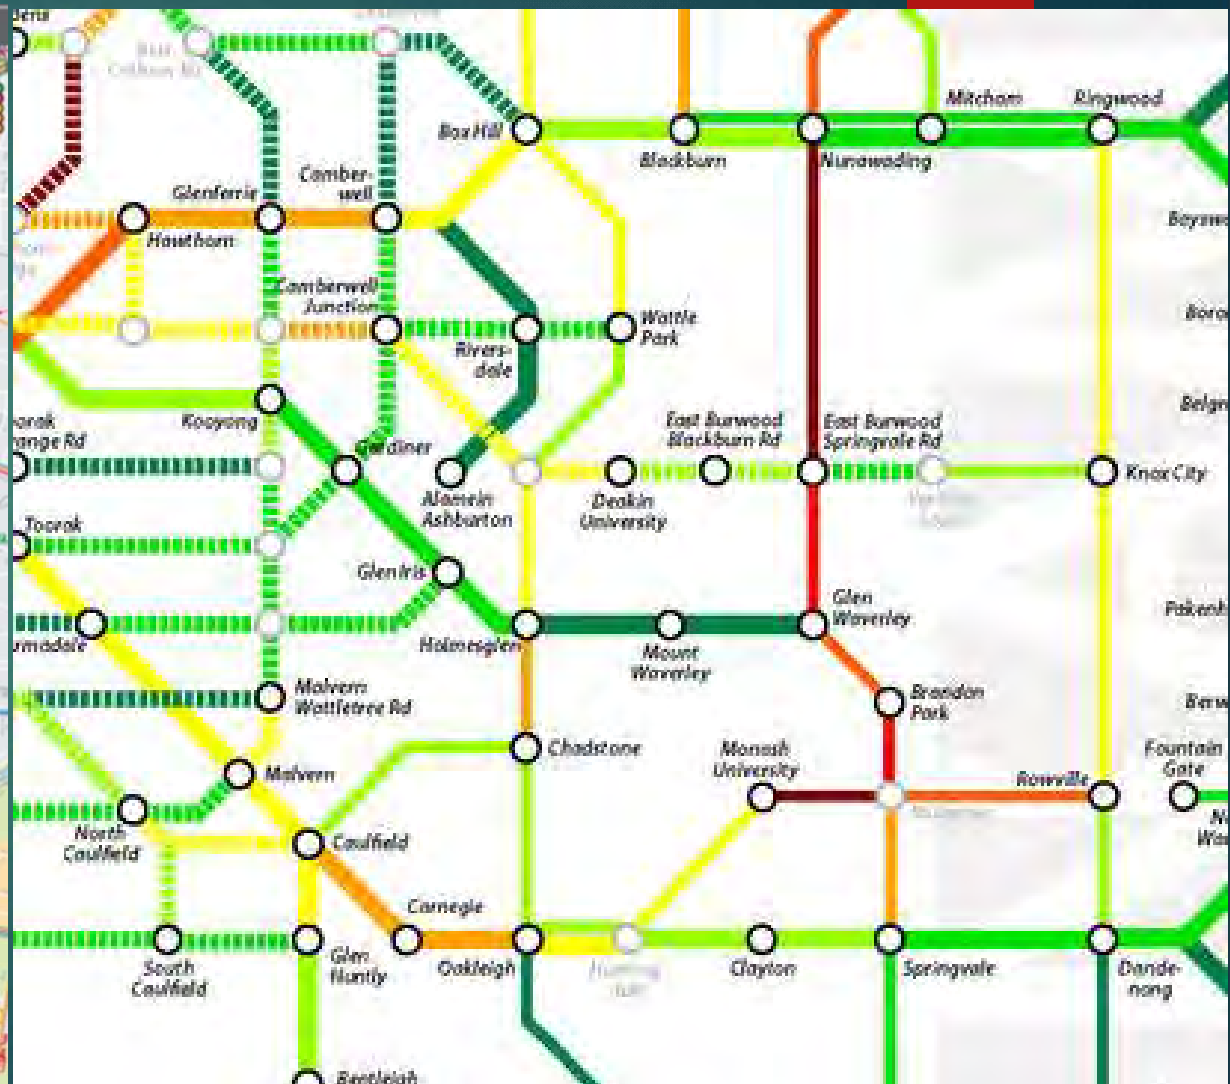 Mitcham
Ringwood
Box Hill
Blackburn
Nunawading
Camber-
well
Glenferrie
Hawthorn
Camberwell
Junction
Wattle
Park
Rivers-
dale
Kooyong
East Burwood
Blackburn Rd
East Burwood
Springvale Rd
Gardiner
Knox City
Alamein
Ashburton
Deakin
University
Toorak
Glen Iris
Glen
Waverley
Holmesglen
Mount
Waverley
Malvern
Wattletree Rd
Brandon
Park
Chadstone
Monash
University
Fountain
Gate
Malvern
Rowville
North
Caulfield
Caulfield
Carnegie
South
Caulfield
Glen
Huntly
Oakleigh
Clayton
Springvale
Dande-
nong
Bentleigh